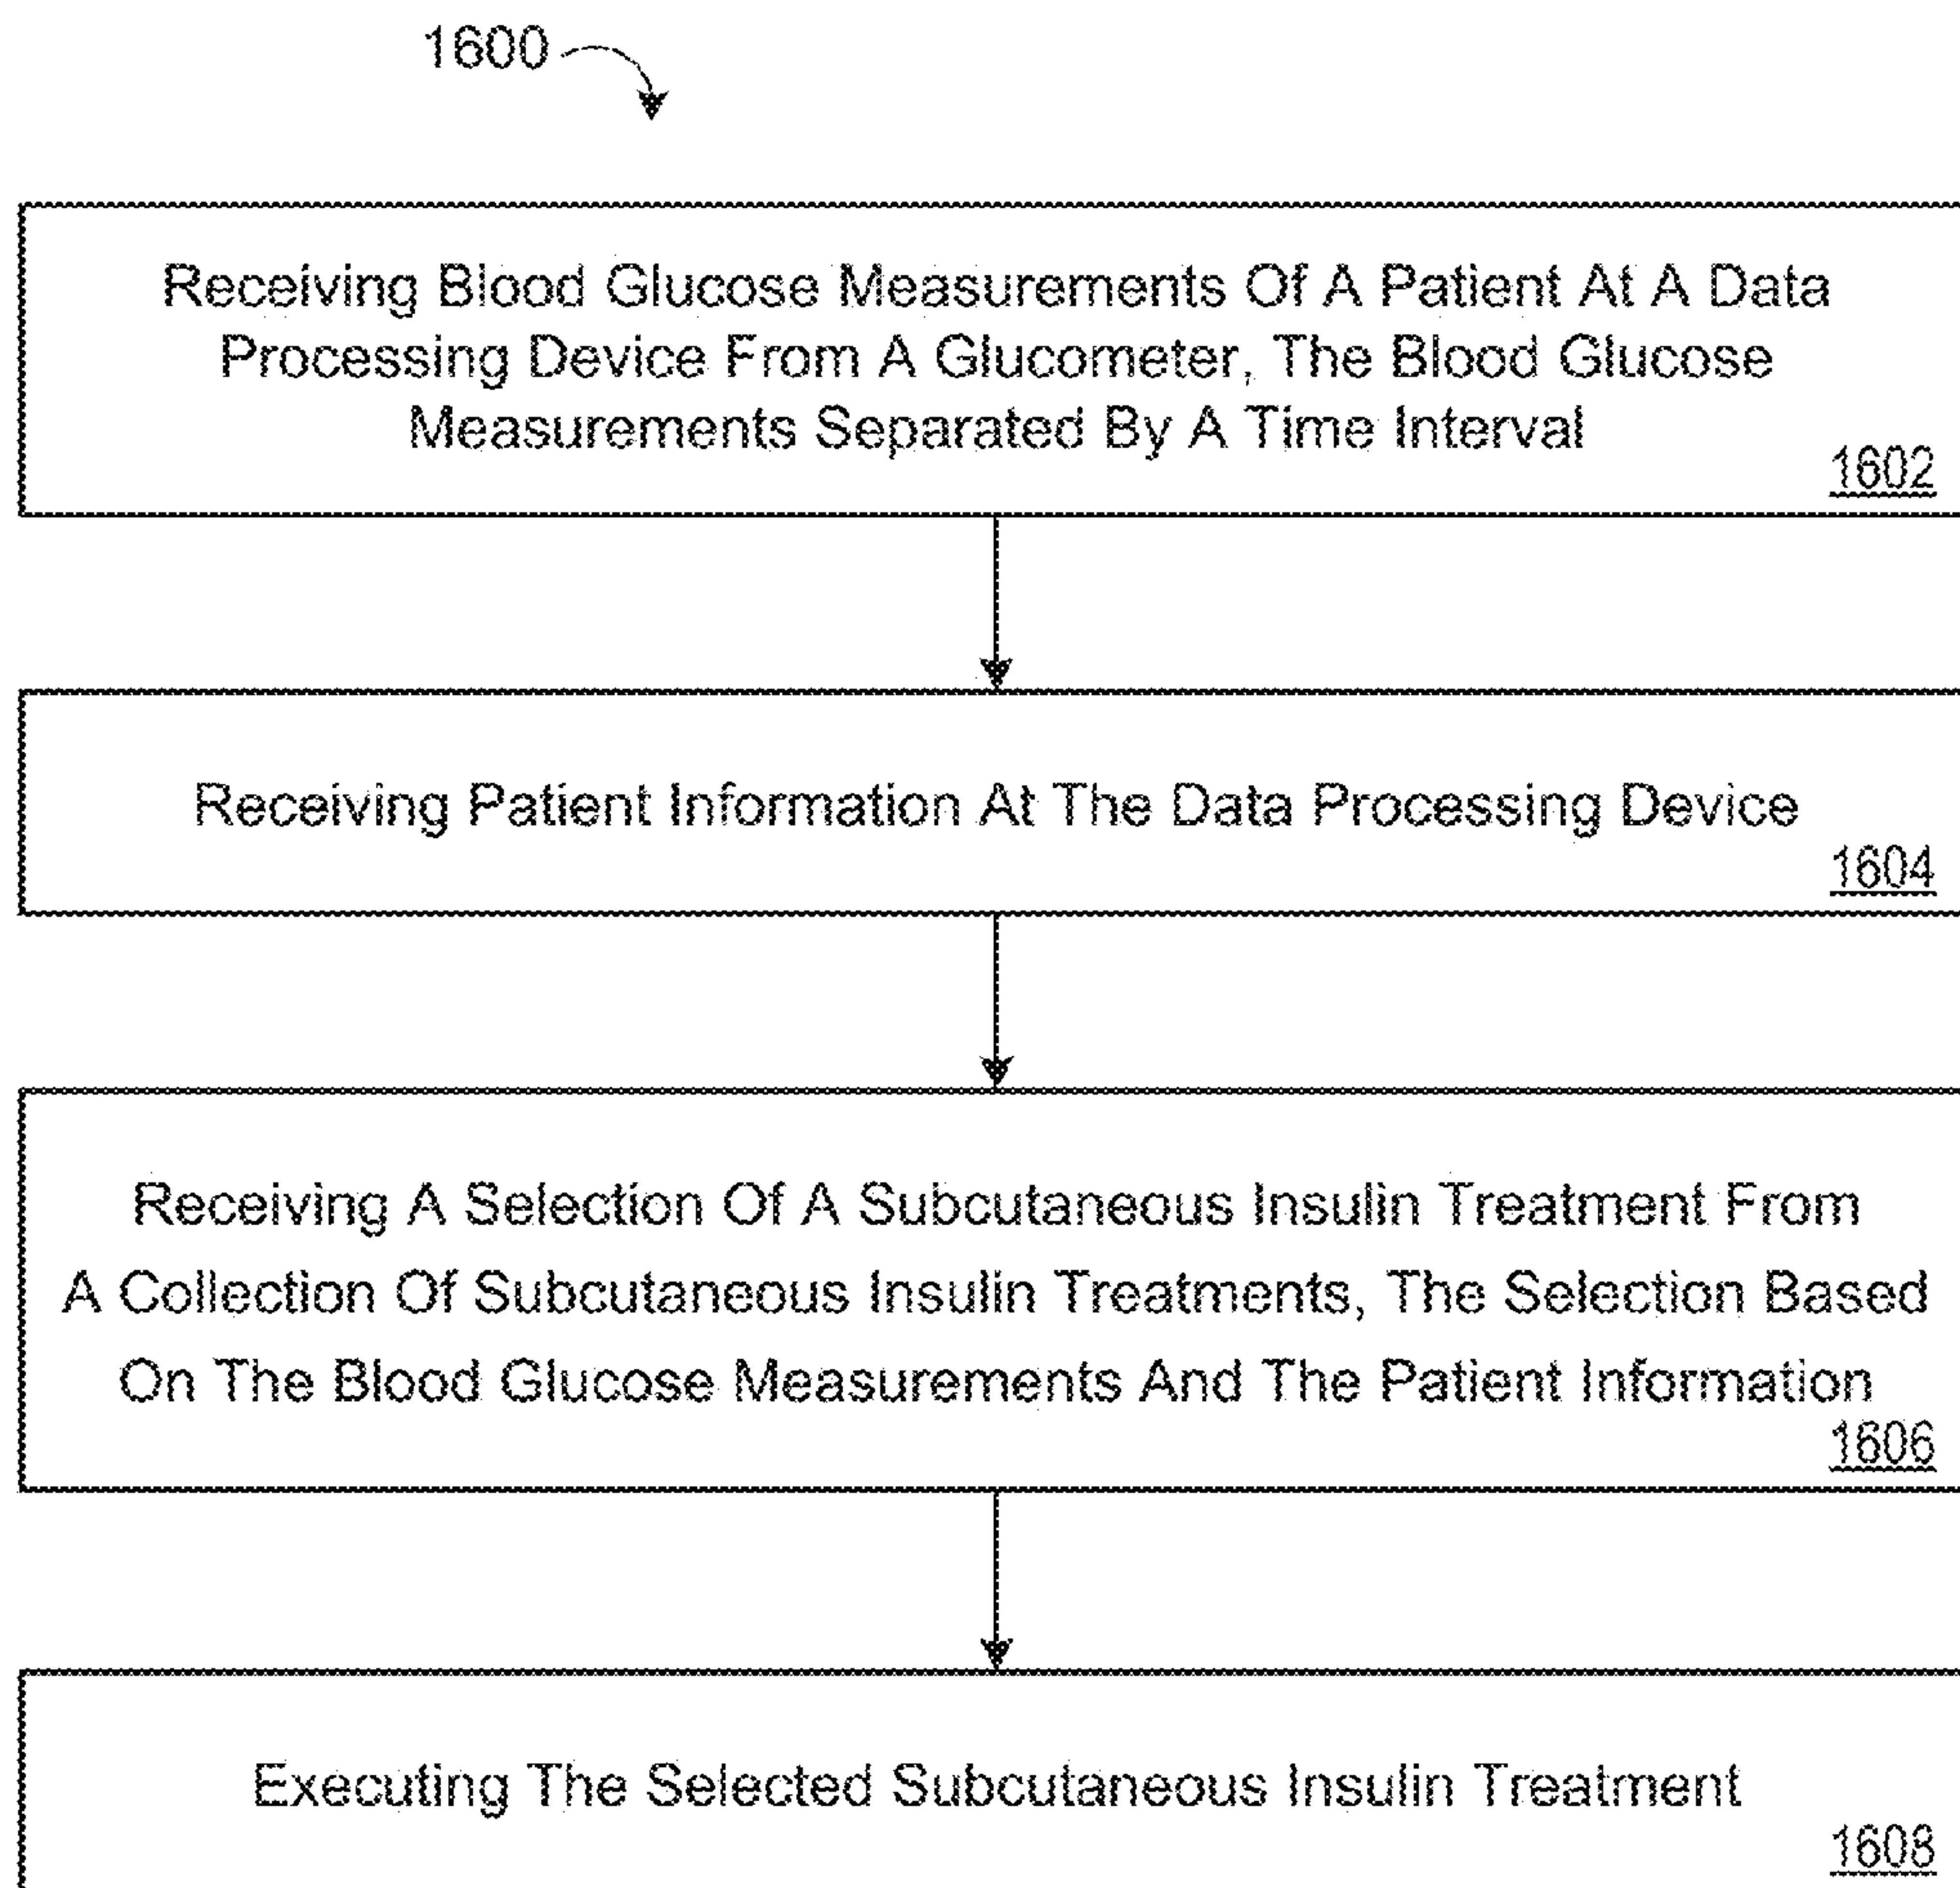 1600
Receiving Blood Glucose Measurements Of A Patient At A Data
Processing Device From A Glucometer, The Blood Glucose
Measurements Separated By A Time Interval
1602
Receiving Patient Information At The Data Processing Device
1604
Receiving A Selection Of A Subcutaneous Insulin Treatment From
A Collection Of Subcutaneous Insulin Treatments, The Selection Based
On The Blood Glucose Measurements And The Patient Information
1606
Executing The Selected Subcutaneous Insulin Treatment
1608